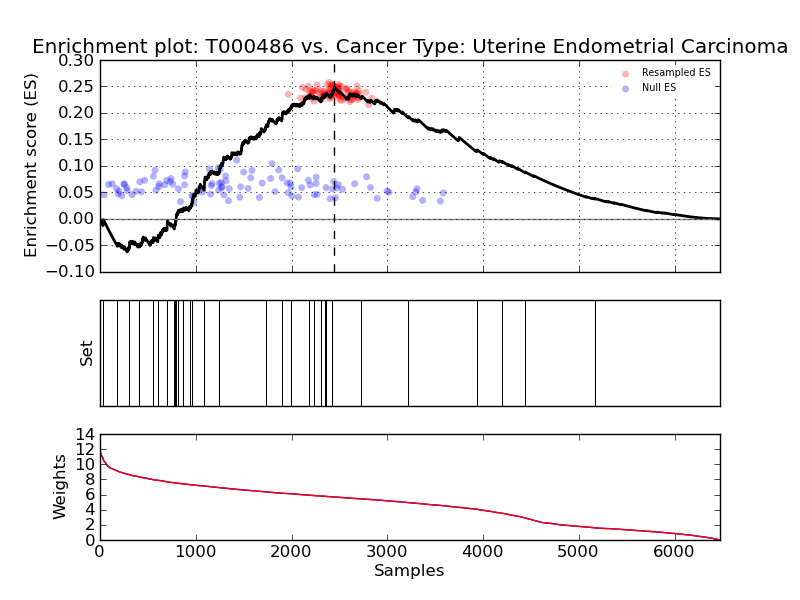 Enrichment plot: T000486 vs. Cancer Type: Uterine Endometrial Carcinoma
Enrichment score (ES)
0.30
0.25
0.20
0.15
0.10
0.05
0.00
−0.05
−0.10
Resampled ES
Null ES
Set
Weights
14
12
10
8
6
4
2
0
0 1000 2000 3000 4000 5000 6000
Samples